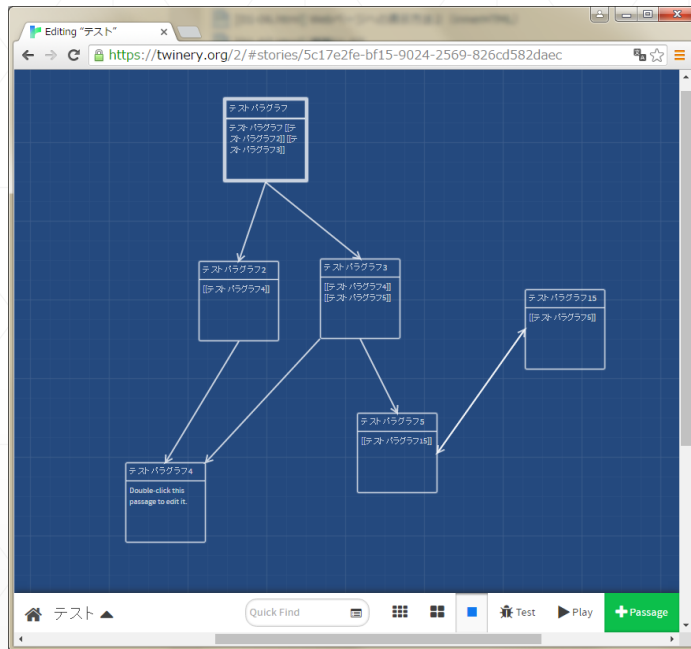 Editing "テスト"
https://twinery.org/2/#stories/5c17e2fe-bf15-9024-2569-826cd582daec
テストパラグラフ
テストパラグラフ [[テ
ストパラグラフ2]] [[テ
ストパラグラフ3]]
テストパラグラフ2
[[テストパラグラフ4]]
テストパラグラフ3
[[テストパラグラフ4]]
[[テストパラグラフ5]]
テストパラグラフ15
[[テストパラグラフ5]]
テストパラグラフ5
[[テストパラグラフ15]]
テストパラグラフ4
Double-click this
passage to edit it.
テスト
Quick Find
Test
Play
Passage